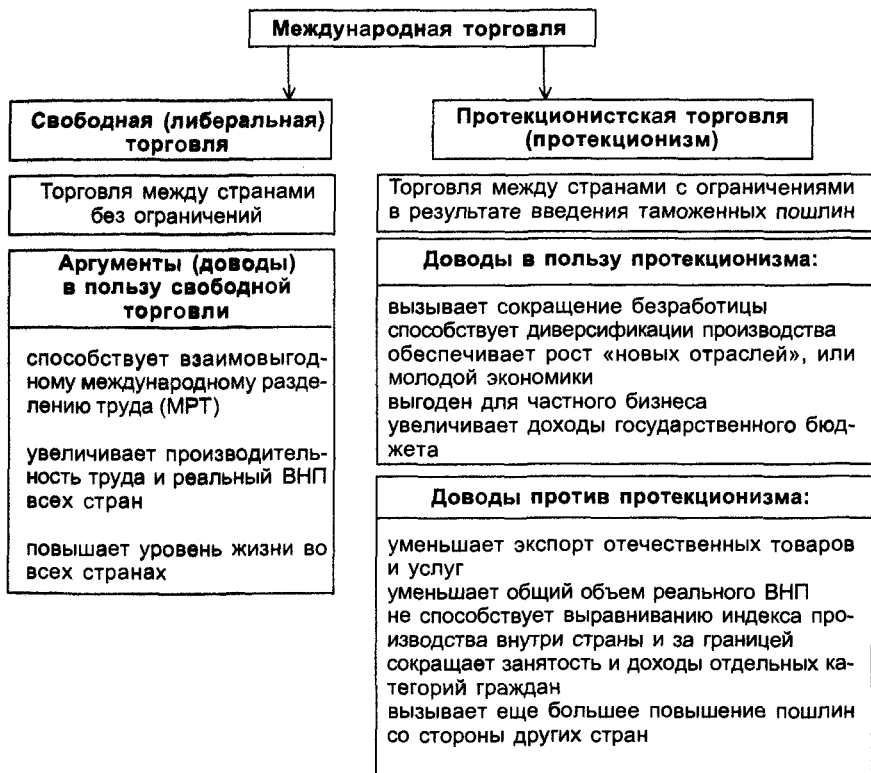 Международная торговля
Свободная (либеральная)
торговля
Торговля между странами
без ограничений
Аргументы (доводы)
в пользу свободной
торговли
способствует взаимовыгод-
ному международному разде-
лению труда (МРТ)
увеличивает производитель-
ность труда и реальный ВНП
всех стран
повышает уровень жизни во
всех странах
Протекционистская торговля
(протекционизм)
Торговля между странами с ограничениями
в результате введения таможенных пошлин
Доводы в пользу протекционизма:
вызывает сокращение безработицы
способствует диверсификации производства
обеспечивает рост «новых отраслей», или
молодой экономики
выгоден для частного бизнеса
увеличивает доходы государственного бюд-
жета
Доводы против протекционизма:
уменьшает экспорт отечественных товаров
и услуг
уменьшает общий объем реального ВНП
не способствует выравниванию индекса про-
изводства внутри страны и за границей
сокращает занятость и доходы отдельных ка-
тегорий граждан
вызывает еще большее повышение пошлин
со стороны других стран